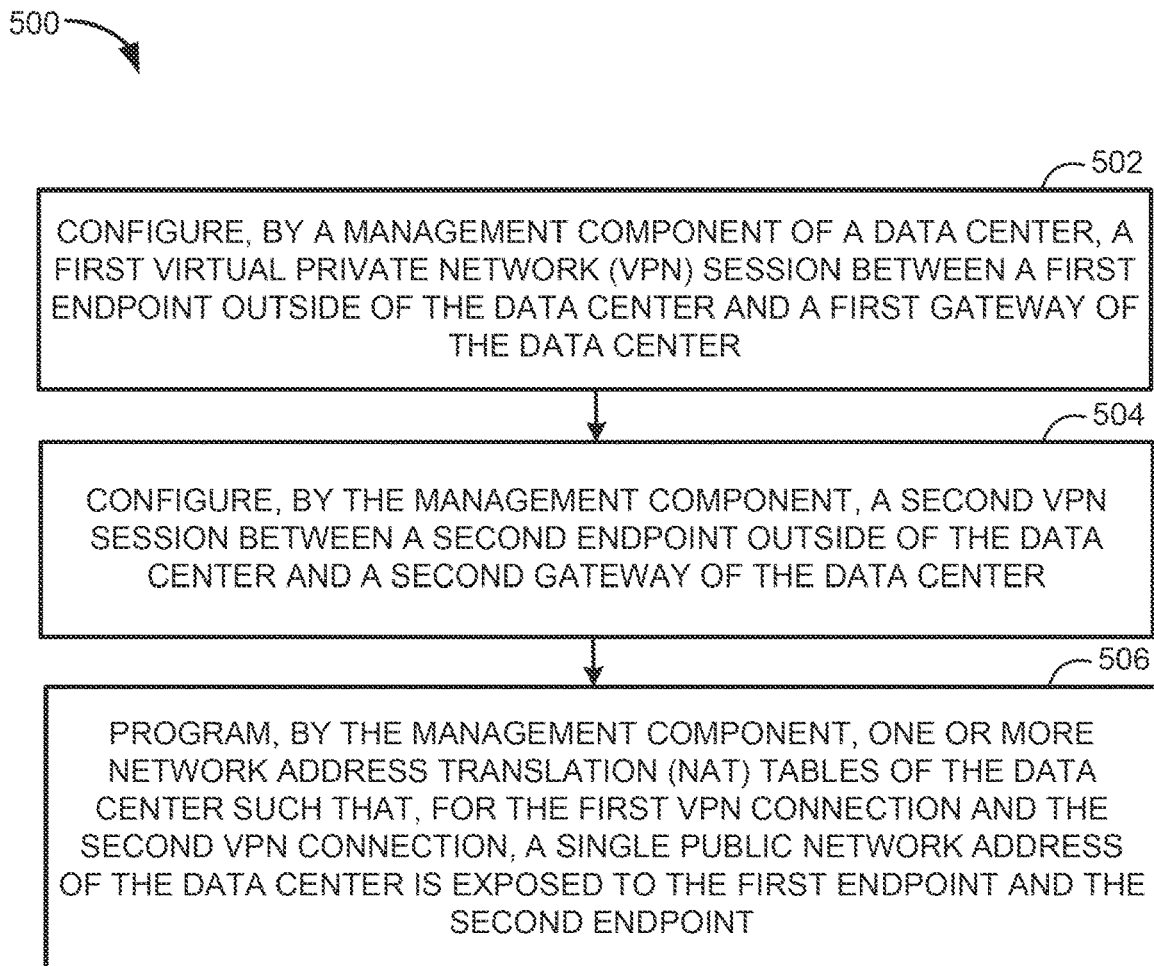 500
502
CONFIGURE, BY A MANAGEMENT COMPONENT OF A DATA CENTER, A
FIRST VIRTUAL PRIVATE NETWORK (VPN) SESSION BETWEEN A FIRST
ENDPOINT OUTSIDE OF THE DATA CENTER AND A FIRST GATEWAY OF
THE DATA CENTER
504
CONFIGURE, BY THE MANAGEMENT COMPONENT, A SECOND VPN
SESSION BETWEEN A SECOND ENDPOINT OUTSIDE OF THE DATA
CENTER AND A SECOND GATEWAY OF THE DATA CENTER
506
PROGRAM, BY THE MANAGEMENT COMPONENT, ONE OR MORE
NETWORK ADDRESS TRANSLATION (NAT) TABLES OF THE DATA
CENTER SUCH THAT, FOR THE FIRST VPN CONNECTION AND THE
SECOND VPN CONNECTION, A SINGLE PUBLIC NETWORK ADDRESS
OF THE DATA CENTER IS EXPOSED TO THE FIRST ENDPOINT AND THE
SECOND ENDPOINT